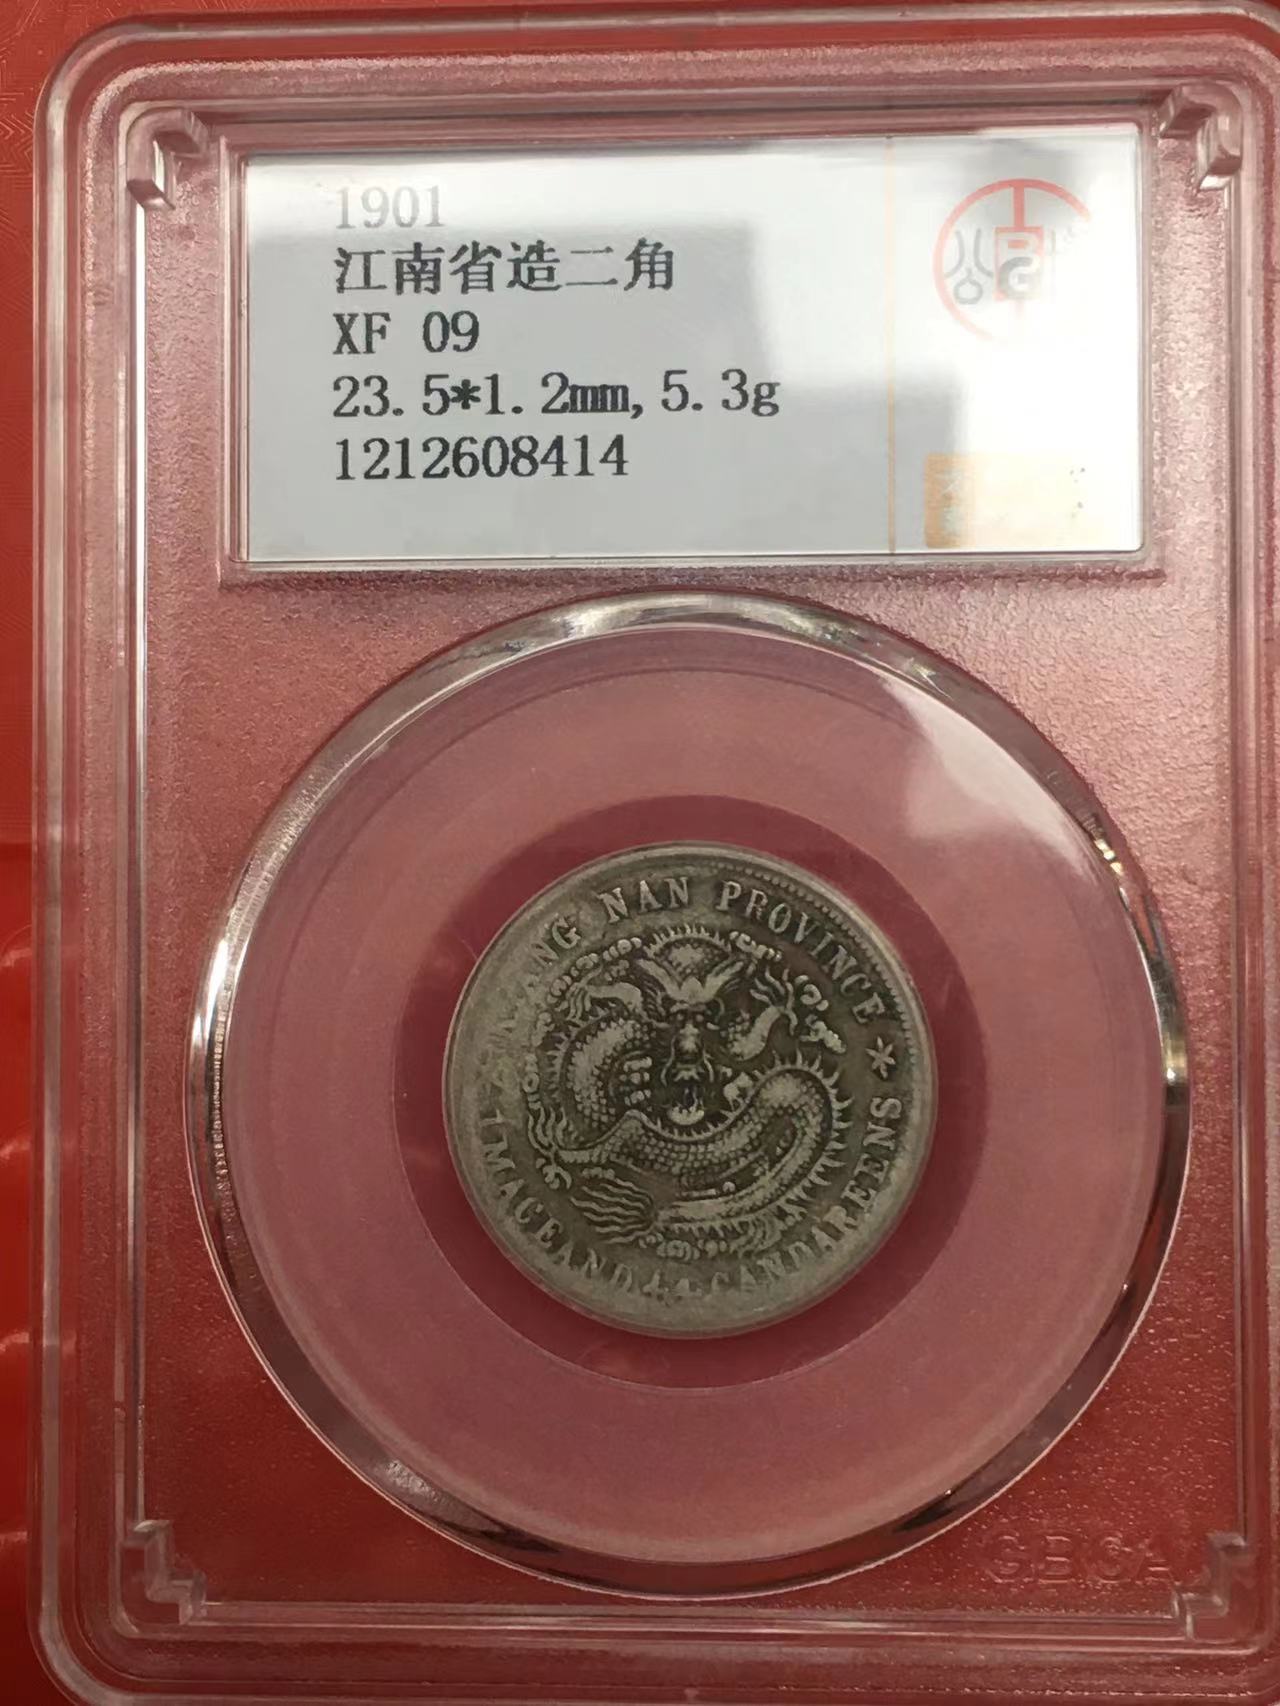 1901
江南省造二角
XF 09
23.5*1.2mm,5.3g
1212608414
KIANG NAN PROVINCE
1 MACE AND 4.4 CANDAREENS
GBCA